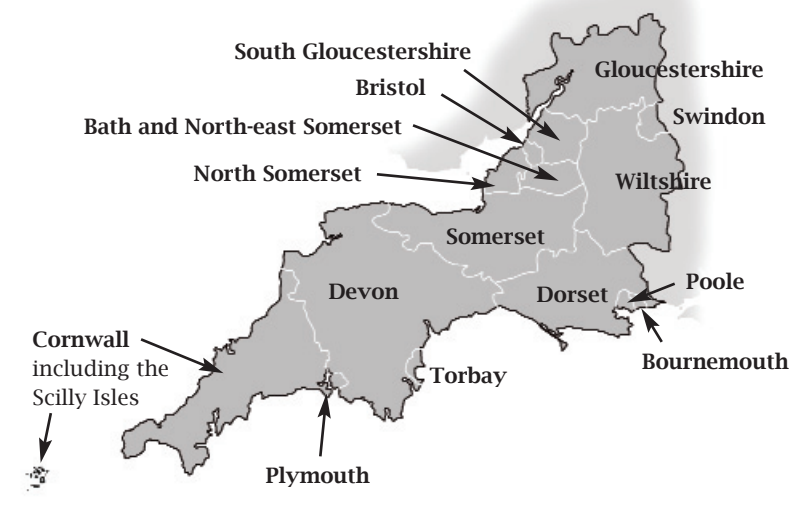 South Gloucestershire
Gloucestershire
Bristol
Swindon
Bath and North-east Somerset
North Somerset
Wiltshire
Somerset
Devon
Dorset
Poole
Cornwall
including the
Scilly Isles
Bournemouth
Torbay
Plymouth